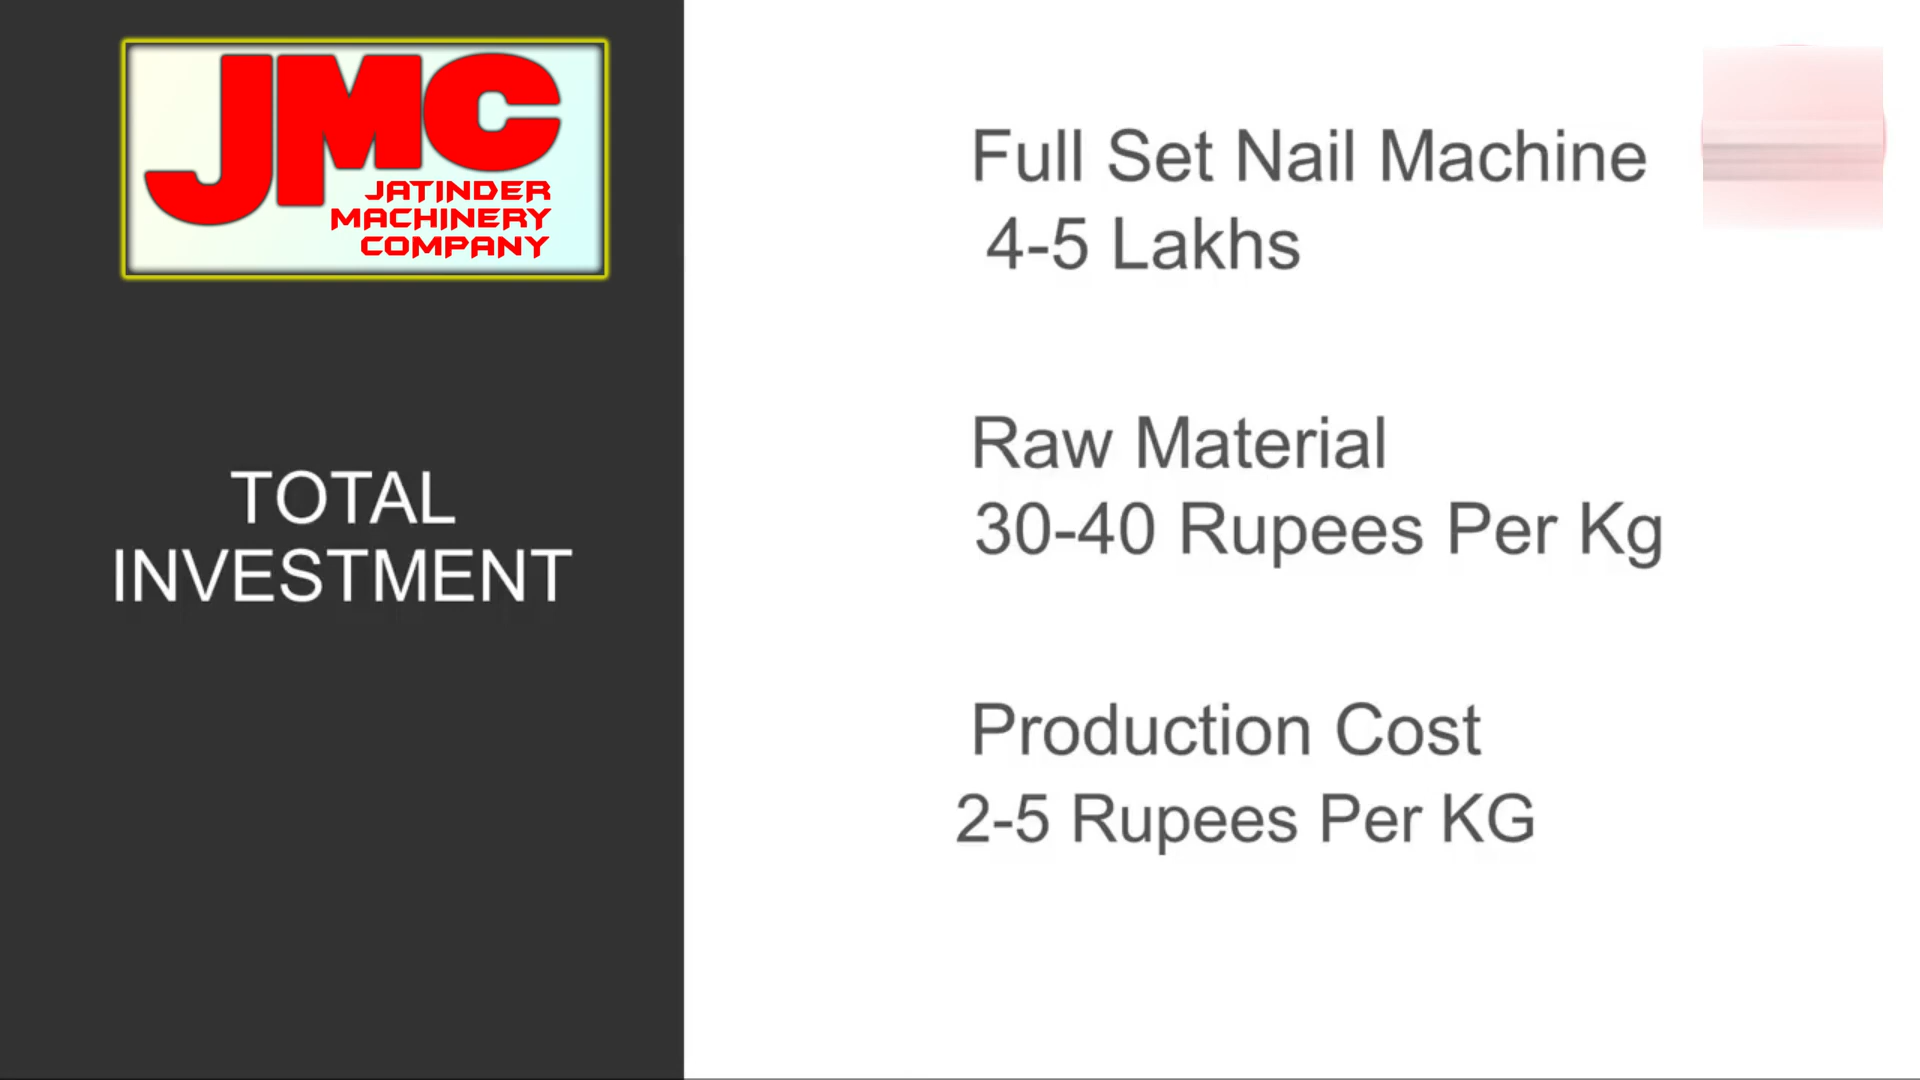 JMC
JATINDER
MACHINERY
COMPANY
TOTAL
INVESTMENT
Full Set Nail Machine
4-5 Lakhs
Raw Material
30-40 Rupees Per Kg
Production Cost
2-5 Rupees Per KG